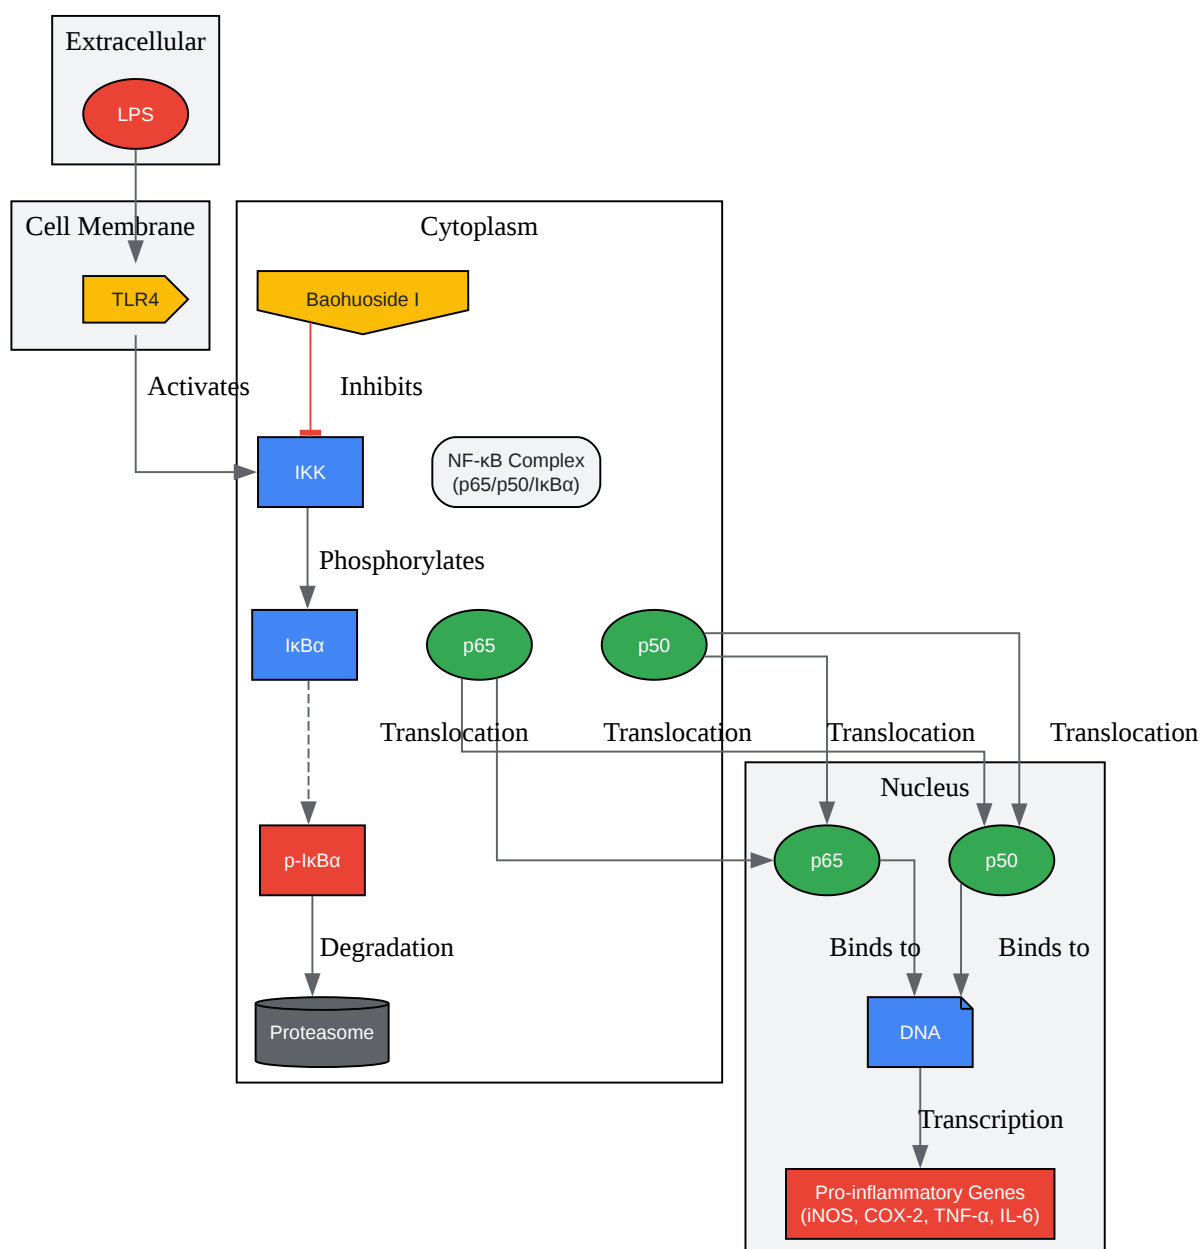 Extracellular
LPS
Cell Membrane
TLR4
Cytoplasm
Baohuoside I
Activates
Inhibits
IKK
NF-κB Complex
(p65/p50/IκBα)
Phosphorylates
IκBα
p65
p50
Translocation
Translocation
Translocation
Translocation
Nucleus
p-IκBα
p65
p50
Degradation
Binds to
Binds to
Proteasome
DNA
Transcription
Pro-inflammatory Genes
(iNOS, COX-2, TNF-α, IL-6)